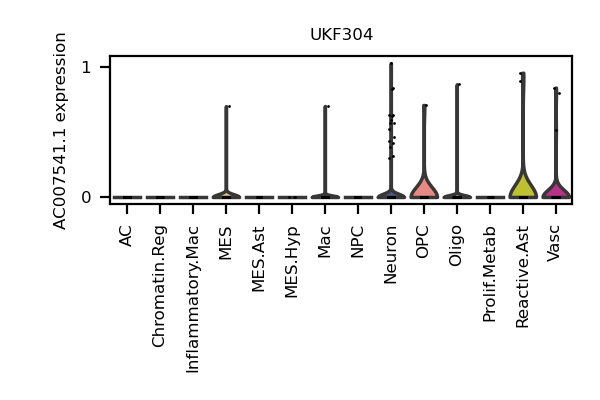 UKF304
AC007541.1 expression
1
0
AC
Chromatin.Reg
Inflammatory.Mac
MES
MES.Ast
MES.Hyp
Mac
NPC
Neuron
OPC
Oligo
Prolif.Metab
Reactive.Ast
Vasc